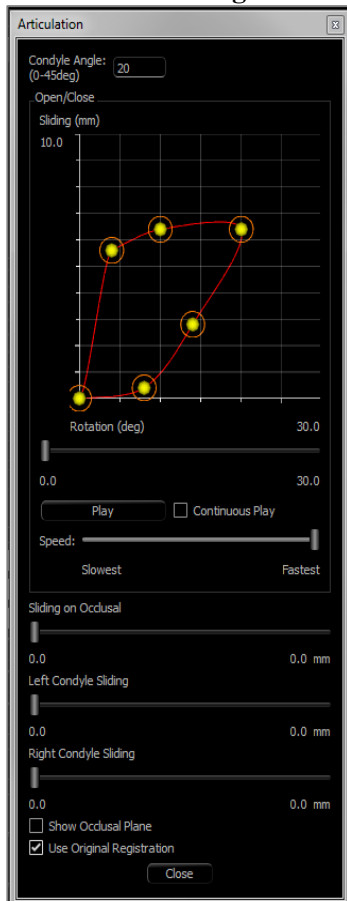 Articulation
Condyle Angle: 20
(0-45deg)
Open/Close
Sliding (mm)
10.0
Rotation (deg) 30.0
0.0 30.0
Play Continuous Play
Speed:
Slowest Fastest
Sliding on Occlusal
0.0 0.0 mm
Left Condyle Sliding
0.0 0.0 mm
Right Condyle Sliding
0.0 0.0 mm
Show Occlusal Plane
Use Original Registration
Close